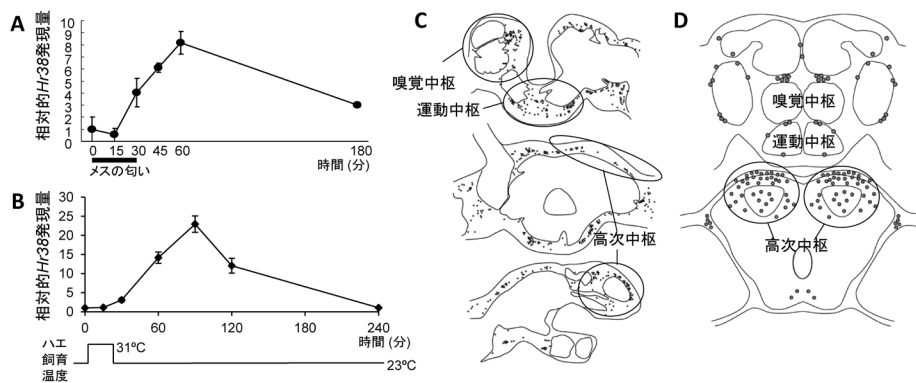 A
相対的Hr38発現量
10
9
8
7
6
5
4
3
2
1
0
0 15 30 45 60 180
メスの匂い
時間 (分)
B
相対的Hr38発現量
30
25
20
15
10
5
0
0 60 120 180 240
時間 (分)
ハエ
飼育
温度
31ºC
23ºC
C
嗅覚中枢
運動中枢
高次中枢
D
嗅覚中枢
運動中枢
高次中枢